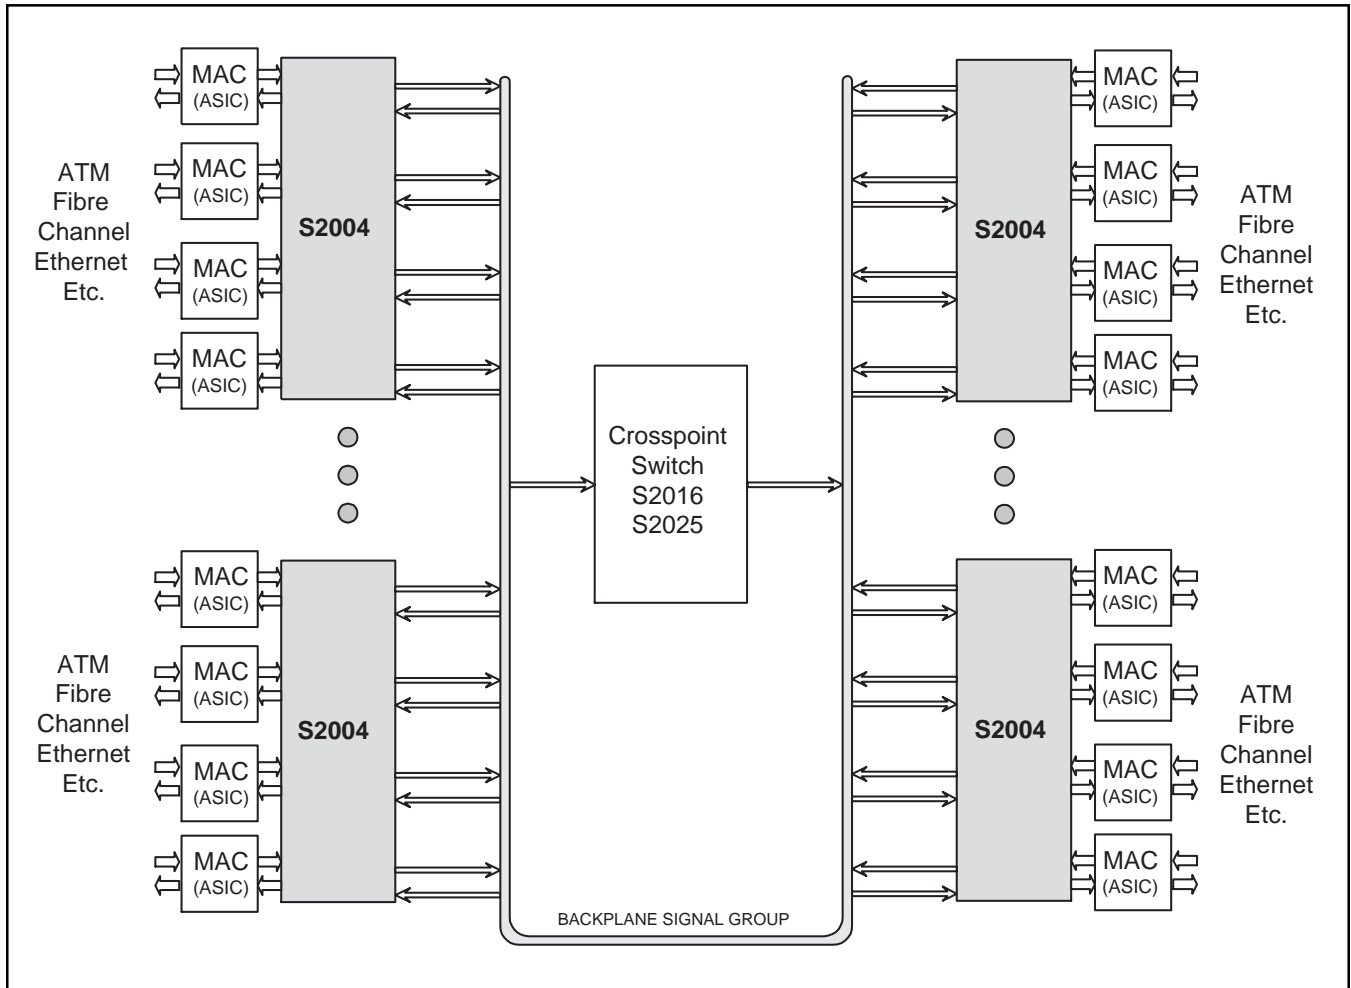 MAC
(ASIC)
MAC
(ASIC)
MAC
(ASIC)
MAC
(ASIC)
ATM
Fibre
Channel
Ethernet
Etc.
S2004
S2004
MAC
(ASIC)
MAC
(ASIC)
MAC
(ASIC)
MAC
(ASIC)
ATM
Fibre
Channel
Ethernet
Etc.
Crosspoint
Switch
S2016
S2025
MAC
(ASIC)
MAC
(ASIC)
MAC
(ASIC)
MAC
(ASIC)
ATM
Fibre
Channel
Ethernet
Etc.
S2004
S2004
MAC
(ASIC)
MAC
(ASIC)
MAC
(ASIC)
MAC
(ASIC)
ATM
Fibre
Channel
Ethernet
Etc.
BACKPLANE SIGNAL GROUP